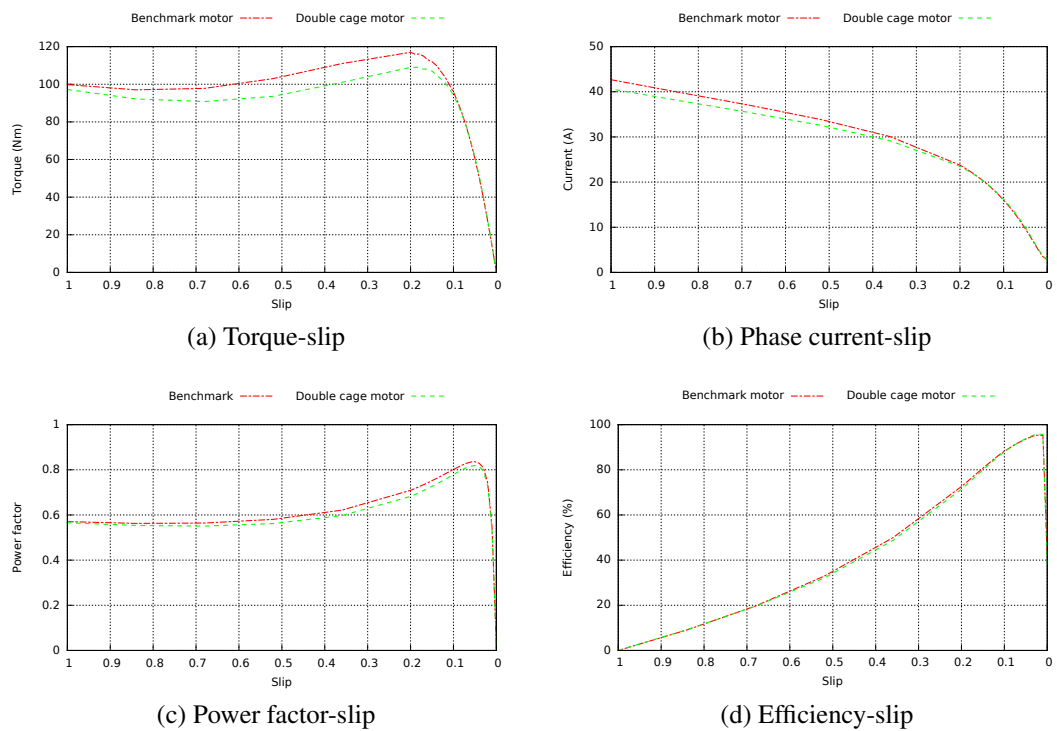 Benchmark motor Double cage motor
120
100
80
60
40
20
0
Torque (Nm)
1 0.9 0.8 0.7 0.6 0.5 0.4 0.3 0.2 0.1 0
Slip
(a) Torque-slip
Benchmark motor Double cage motor
50
40
30
20
10
0
Current (A)
1 0.9 0.8 0.7 0.6 0.5 0.4 0.3 0.2 0.1 0
Slip
(b) Phase current-slip
Benchmark Double cage motor
1
0.8
0.6
0.4
0.2
0
Power factor
1 0.9 0.8 0.7 0.6 0.5 0.4 0.3 0.2 0.1 0
Slip
(c) Power factor-slip
Benchmark motor Double cage motor
100
80
60
40
20
0
Efficiency (%)
1 0.9 0.8 0.7 0.6 0.5 0.4 0.3 0.2 0.1 0
Slip
(d) Efficiency-slip